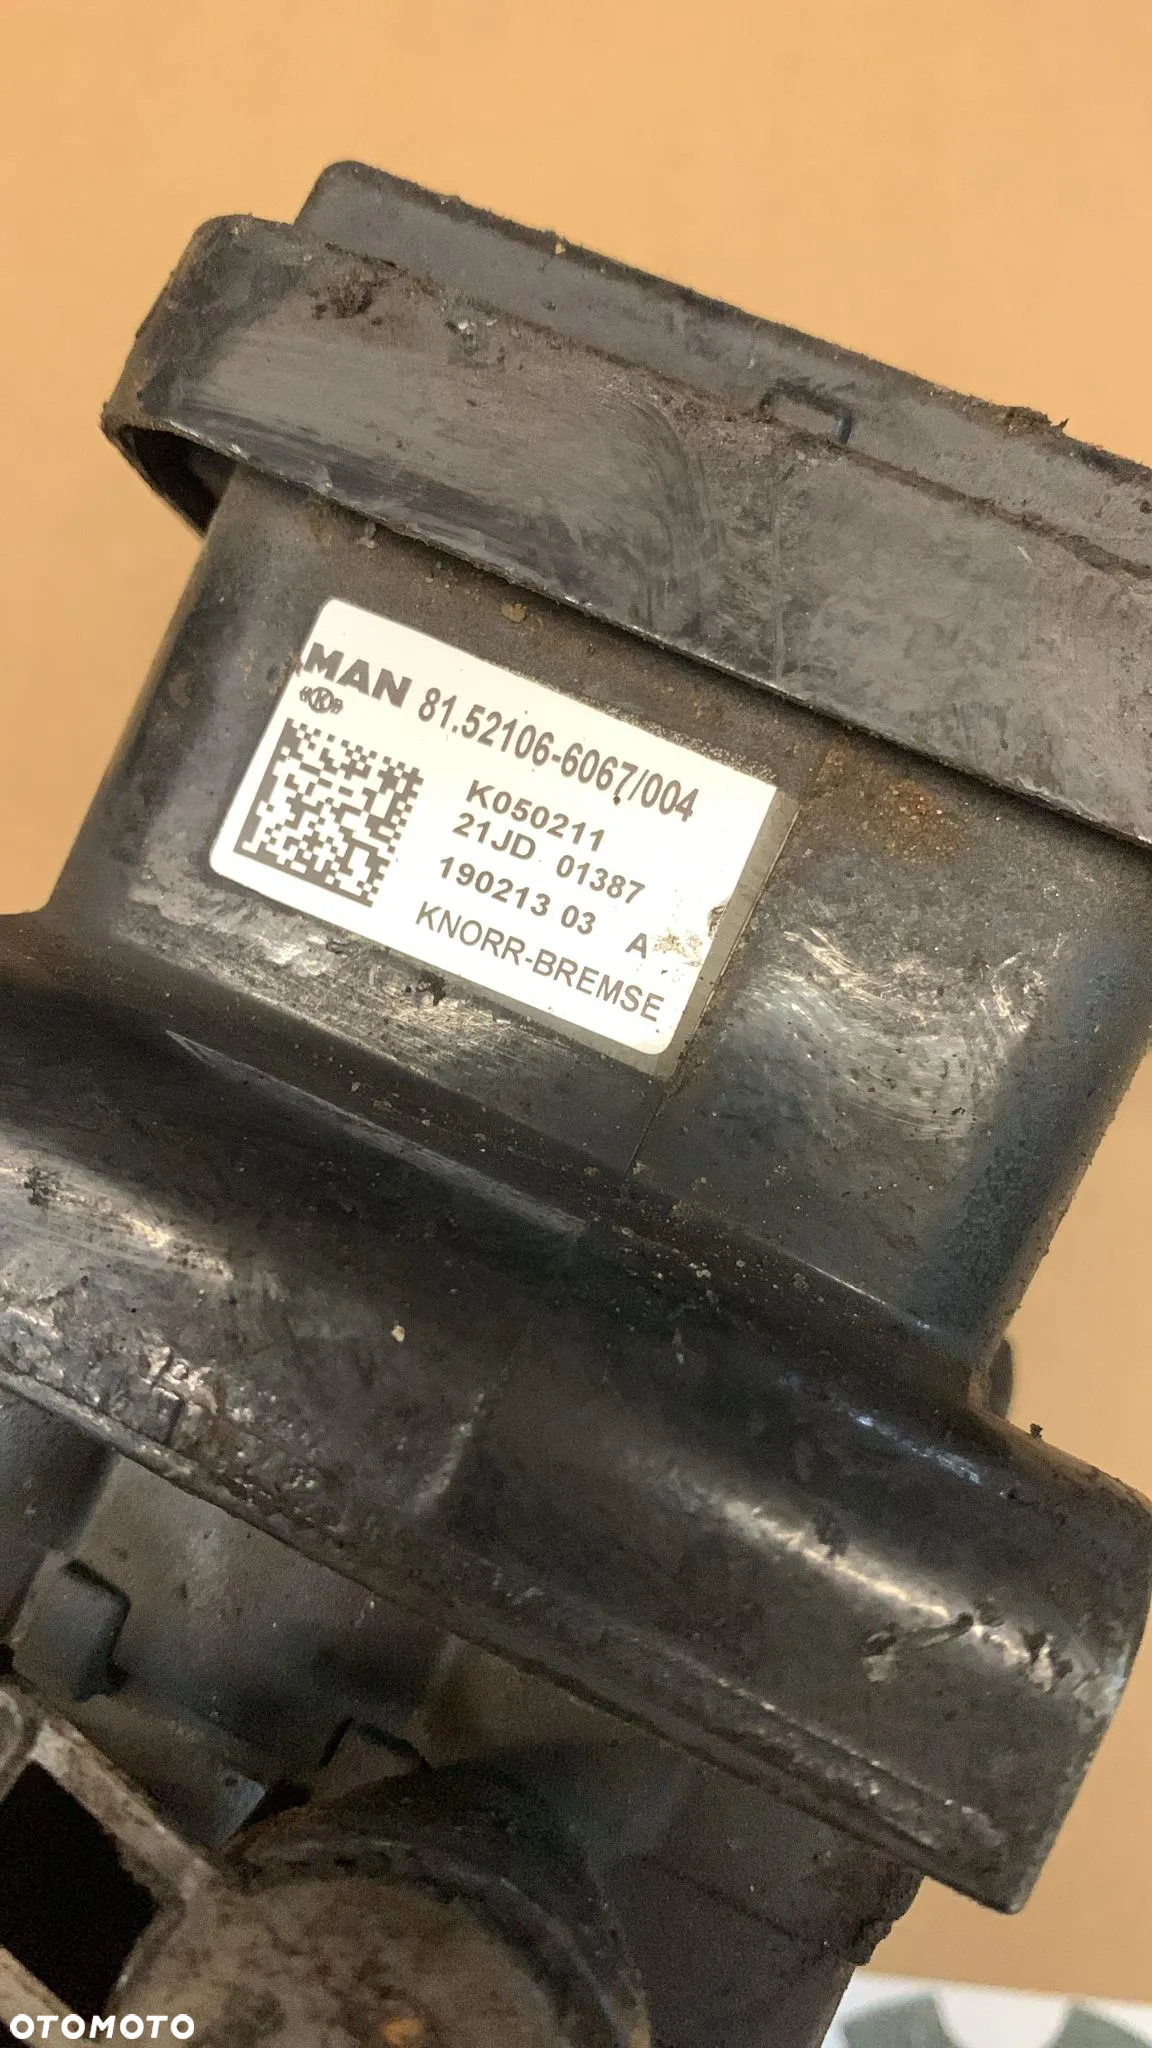 MAN 81.52106-6067/004
K050211
21JD 01387
190213 03 A
KNORR-BREMSE
OTOMOTO